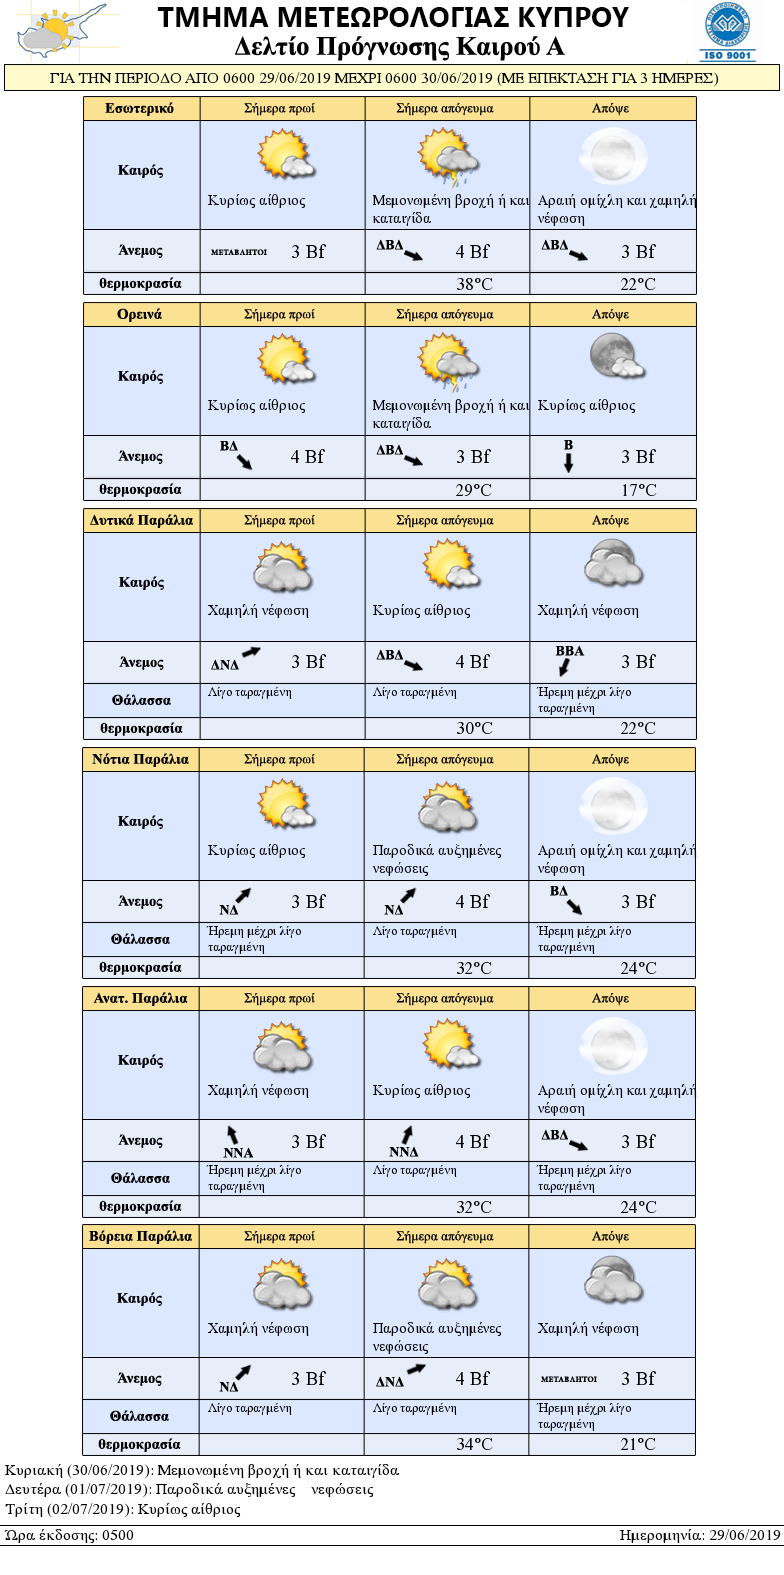 ΤΜΗΜΑ ΜΕΤΕΩΡΟΛΟΓΙΑΣ ΚΥΠΡΟΥ
Δελτίο Πρόγνωσης Καιρού Α
ISO 9001
ΓΙΑ ΤΗΝ ΠΕΡΙΟΔΟ ΑΠΟ 0600 29/06/2019 ΜΕΧΡΙ 0600 30/06/2019 (ΜΕ ΕΠΕΚΤΑΣΗ ΓΙΑ 3 ΗΜΕΡΕΣ)
Εσωτερικό Σήμερα πρωί Σήμερα απόγευμα Απόψε
Καιρός
Κυρίως αίθριος Μεμονωμένη βροχή ή και Αραιή ομίχλη και χαμηλή
καταιγίδα νέφωση
Άνεμος ΜΕΤΑΒΛΗΤΟΙ 3 Bf ΔΒΔ 4 Bf ΔΒΔ 3 Bf
θερμοκρασία 38°C 22°C
Ορεινά Σήμερα πρωί Σήμερα απόγευμα Απόψε
Καιρός
Κυρίως αίθριος Μεμονωμένη βροχή ή και Κυρίως αίθριος
καταιγίδα
Άνεμος ΒΔ 4 Bf ΔΒΔ 3 Bf Β 3 Bf
θερμοκρασία 29°C 17°C
Δυτικά Παράλια Σήμερα πρωί Σήμερα απόγευμα Απόψε
Καιρός
Χαμηλή νέφωση Κυρίως αίθριος Χαμηλή νέφωση
Άνεμος ΔΝΔ 3 Bf ΔΒΔ 4 Bf ΒΒΑ 3 Bf
Θάλασσα Λίγο ταραγμένη Λίγο ταραγμένη Ήρεμη μέχρι λίγο
ταραγμένη
θερμοκρασία 30°C 22°C
Νότια Παράλια Σήμερα πρωί Σήμερα απόγευμα Απόψε
Καιρός
Κυρίως αίθριος Παροδικά αυξημένες Αραιή ομίχλη και χαμηλή
νεφώσεις νέφωση
Άνεμος ΝΔ 3 Bf ΝΔ 4 Bf ΒΔ 3 Bf
Θάλασσα Ήρεμη μέχρι λίγο Λίγο ταραγμένη Ήρεμη μέχρι λίγο
ταραγμένη ταραγμένη
θερμοκρασία 32°C 24°C
Ανατ. Παράλια Σήμερα πρωί Σήμερα απόγευμα Απόψε
Καιρός
Χαμηλή νέφωση Κυρίως αίθριος Αραιή ομίχλη και χαμηλή
νέφωση
Άνεμος ΝΝΑ 3 Bf ΝΝΔ 4 Bf ΔΒΔ 3 Bf
Θάλασσα Ήρεμη μέχρι λίγο Λίγο ταραγμένη Ήρεμη μέχρι λίγο
ταραγμένη ταραγμένη
θερμοκρασία 32°C 24°C
Βόρεια Παράλια Σήμερα πρωί Σήμερα απόγευμα Απόψε
Καιρός
Χαμηλή νέφωση Παροδικά αυξημένες Χαμηλή νέφωση
νεφώσεις
Άνεμος ΝΔ 3 Bf ΔΝΔ 4 Bf ΜΕΤΑΒΛΗΤΟΙ 3 Bf
Θάλασσα Λίγο ταραγμένη Λίγο ταραγμένη Ήρεμη μέχρι λίγο
ταραγμένη
θερμοκρασία 34°C 21°C
Κυριακή (30/06/2019): Μεμονωμένη βροχή ή και καταιγίδα
Δευτέρα (01/07/2019): Παροδικά αυξημένες νεφώσεις
Τρίτη (02/07/2019): Κυρίως αίθριος
Ώρα έκδοσης: 0500 Ημερομηνία: 29/06/2019